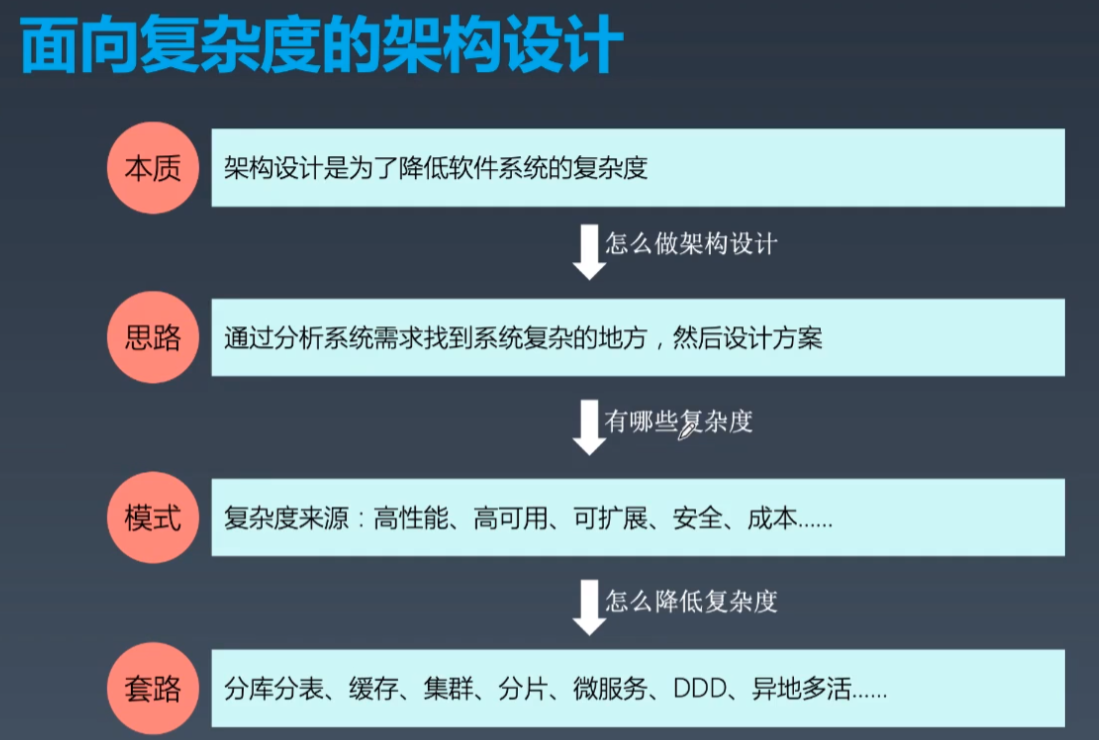 面向复杂度的架构设计
本质
架构设计是为了降低软件系统的复杂度
怎么做架构设计
思路
通过分析系统需求找到系统复杂的地方，然后设计方案
有哪些复杂度
模式
复杂度来源：高性能、高可用、可扩展、安全、成本......
怎么降低复杂度
套路
分库分表、缓存、集群、分片、微服务、DDD、异地多活......